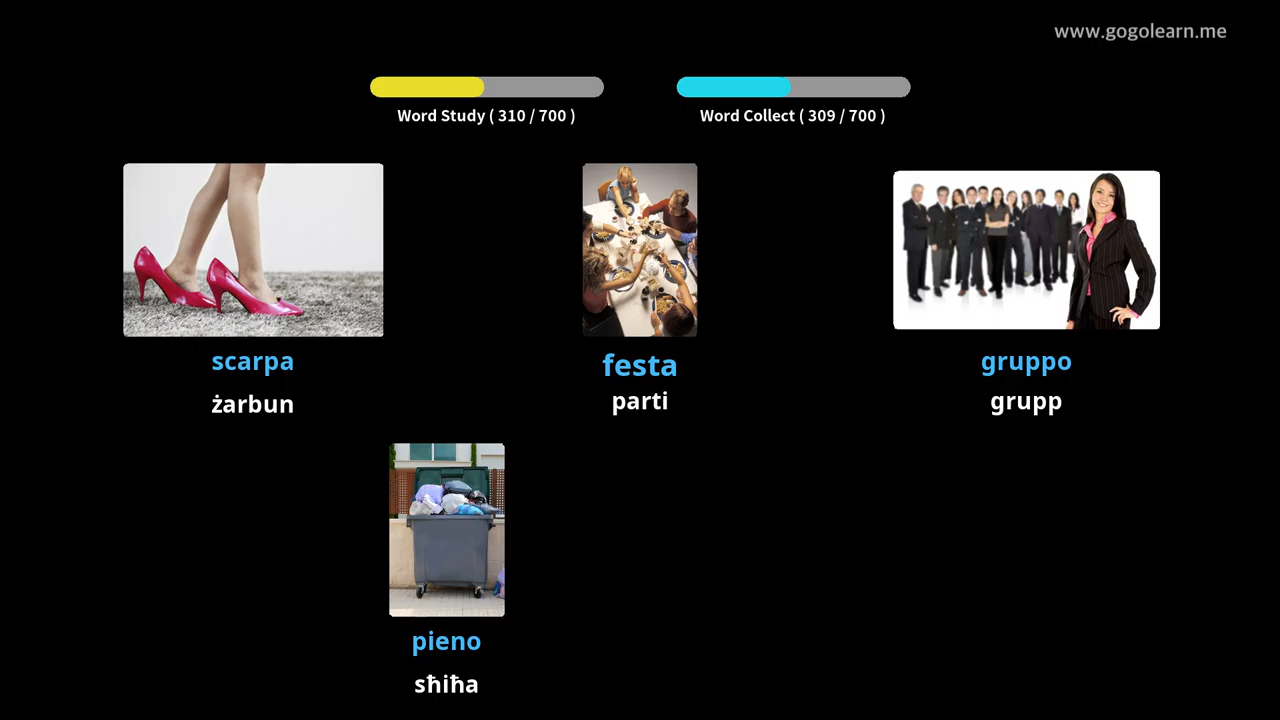 www.gogolearn.me
Word Study ( 310 / 700 )
Word Collect ( 309 / 700 )
scarpa
żarbun
festa
parti
gruppo
grupp
pieno
sħiħa